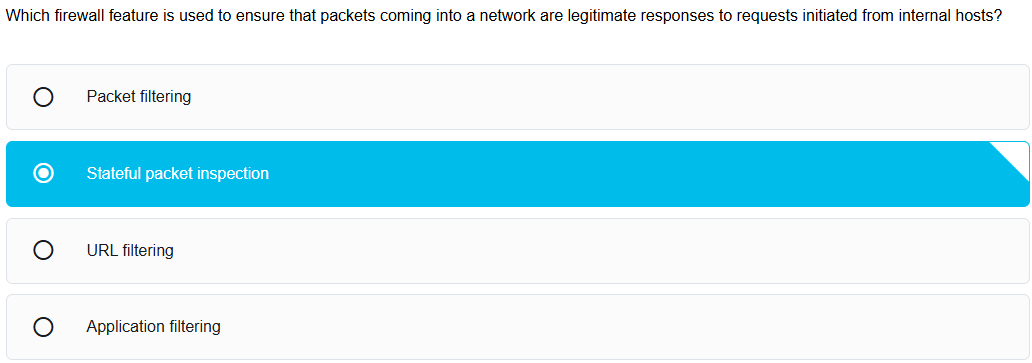 Which firewall feature is used to ensure that packets coming into a network are legitimate responses to requests initiated from internal hosts?
Packet filtering
Stateful packet inspection
URL filtering
Application filtering